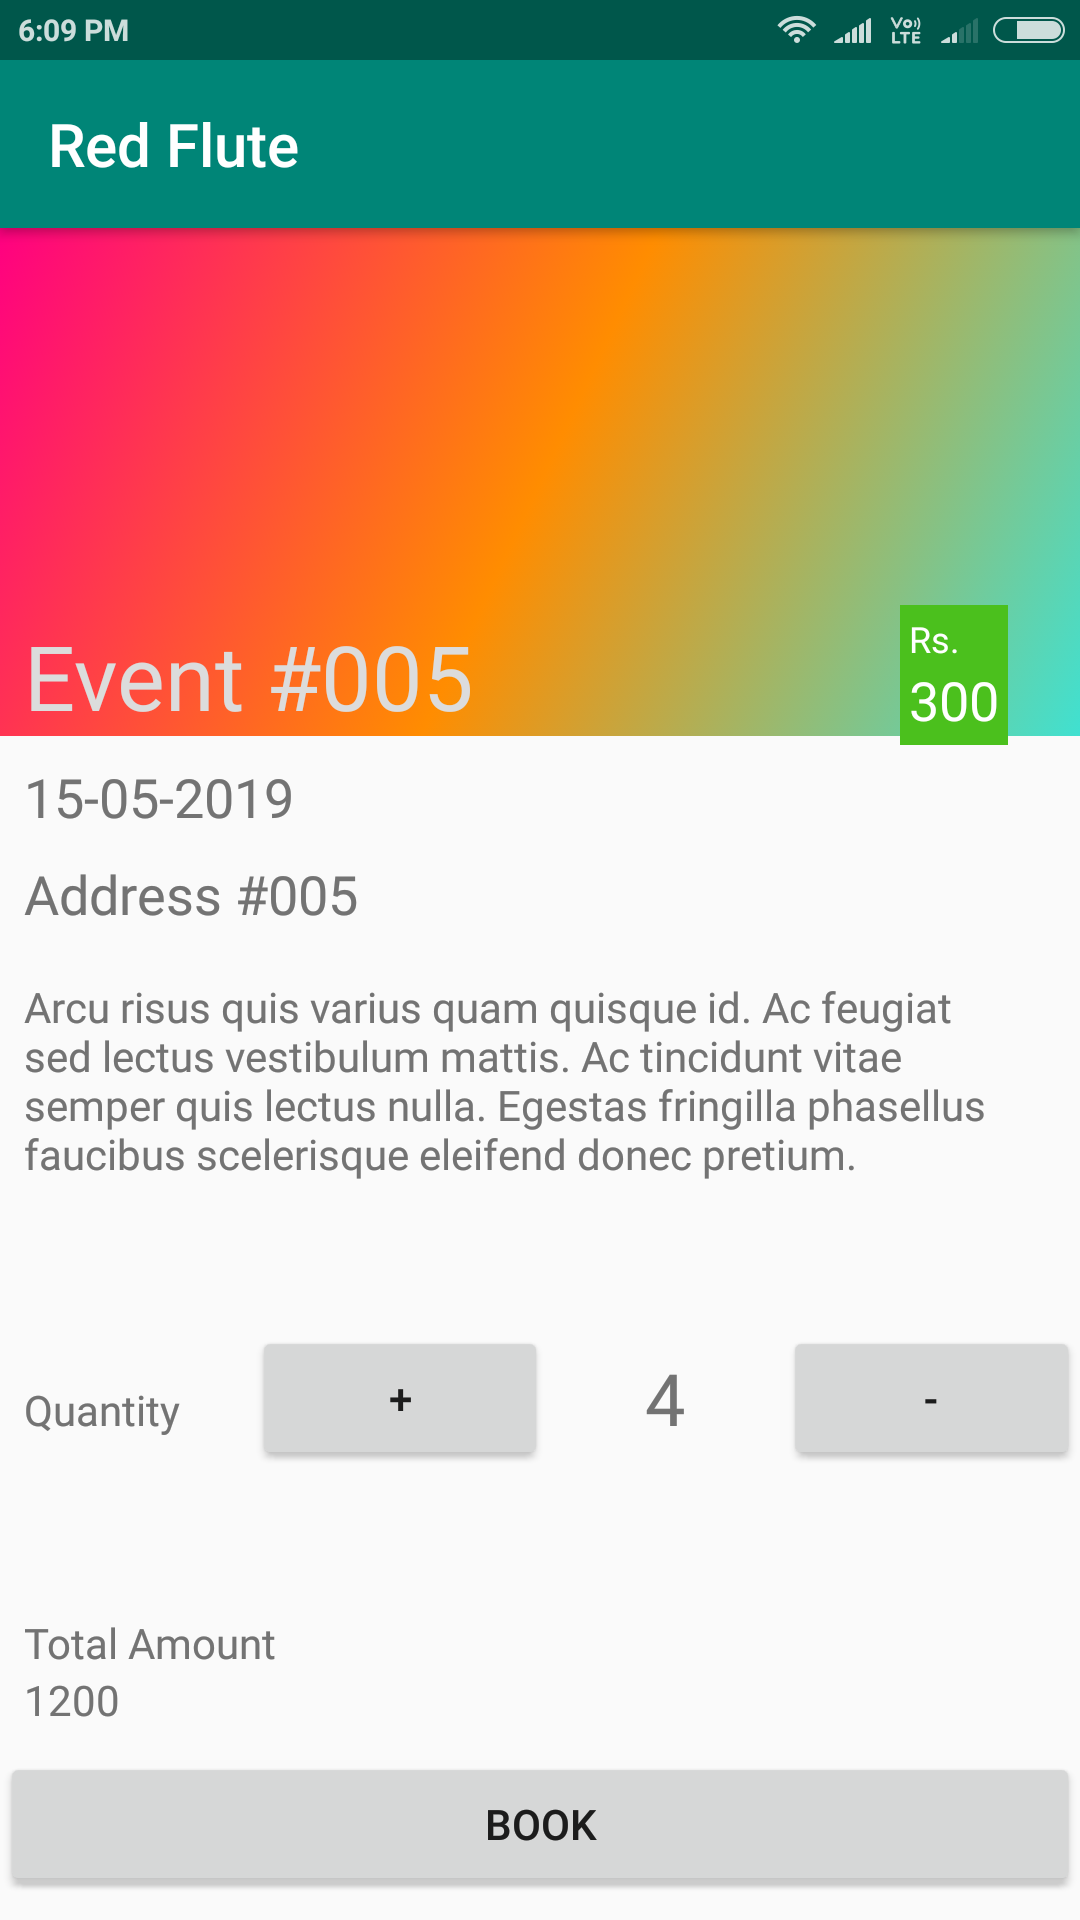 6:09 PM
Vo)) LTE
Red Flute
Event #005
Rs.
300
15-05-2019
Address #005
Arcu risus quis varius quam quisque id. Ac feugiat
sed lectus vestibulum mattis. Ac tincidunt vitae
semper quis lectus nulla. Egestas fringilla phasellus
faucibus scelerisque eleifend donec pretium.
Quantity + 4 -
Total Amount
1200
BOOK